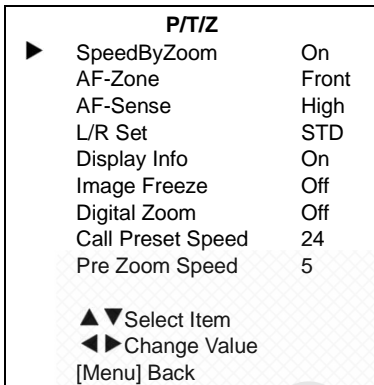 P/T/Z
▶ SpeedByZoom On
AF-Zone Front
AF-Sense High
L/R Set STD
Display Info On
Image Freeze Off
Digital Zoom Off
Call Preset Speed 24
Pre Zoom Speed 5
▲▼Select Item
◀▶Change Value
[Menu] Back